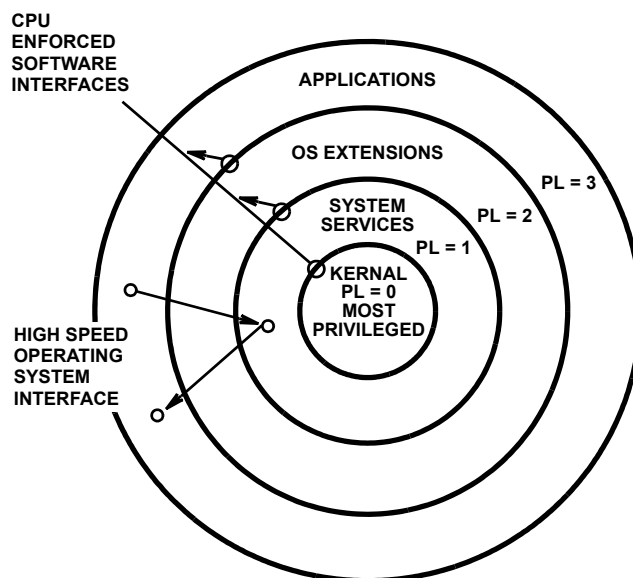 CPU
ENFORCED
SOFTWARE
INTERFACES
APPLICATIONS
OS EXTENSIONS
PL = 3
SYSTEM
SERVICES
PL = 2
PL = 1
KERNAL
PL = 0
MOST
PRIVILEGED
HIGH SPEED
OPERATING
SYSTEM
INTERFACE